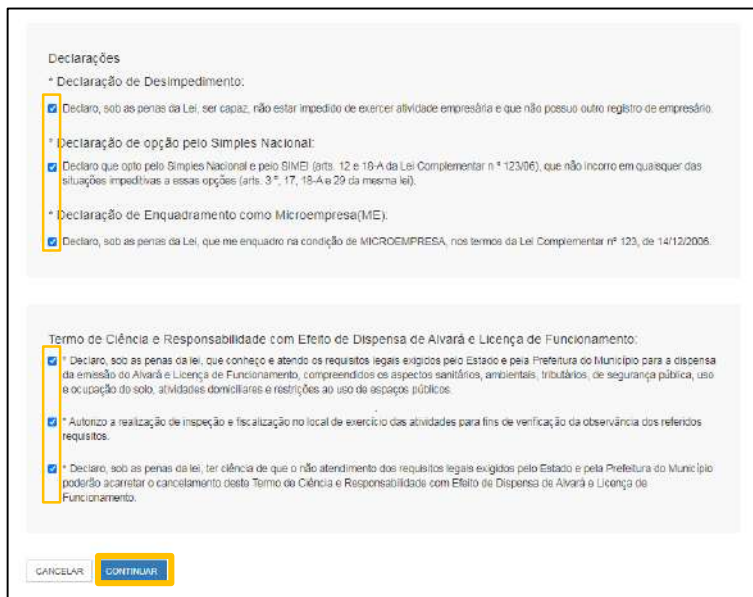 Declarações
* Declaração de Desimpedimento:
Declaro, sob as penas da Lei, ser capaz, não estar impedido de exercer atividade empresária e que não possuo outro registro de empresário.
* Declaração de opção pelo Simples Nacional:
Declaro que opto pelo Simples Nacional e pelo SIMEI (arts. 12 e 18-A da Lei Complementar n º 123/06), que não incorro em quaisquer das
situações impeditivas a essas opções (arts. 3 º, 17, 18-A e 29 da mesma lei).
* Declaração de Enquadramento como Microempresa(ME):
Declaro, sob as penas da Lei, que me enquadro na condição de MICROEMPRESA, nos termos da Lei Complementar nº 123, de 14/12/2006.
Termo de Ciência e Responsabilidade com Efeito de Dispensa de Alvará e Licença de Funcionamento:
* Declaro, sob as penas da lei, que conheço e atendo os requisitos legais exigidos pelo Estado e pela Prefeitura do Município para a dispensa
da emissão do Alvará e Licença de Funcionamento, compreendidos os aspectos sanitários, ambientais, tributários, de segurança pública, uso
e ocupação do solo, atividades domiciliares e restrições ao uso de espaços públicos.
* Autorizo a realização de inspeção e fiscalização no local de exercício das atividades para fins de verificação da observância dos referidos
requisitos.
* Declaro, sob as penas da lei, ter ciência de que o não atendimento dos requisitos legais exigidos pelo Estado e pela Prefeitura do Município
poderão acarretar o cancelamento deste Termo de Ciência e Responsabilidade com Efeito de Dispensa de Alvará e Licença de
Funcionamento.
CANCELAR CONTINUAR